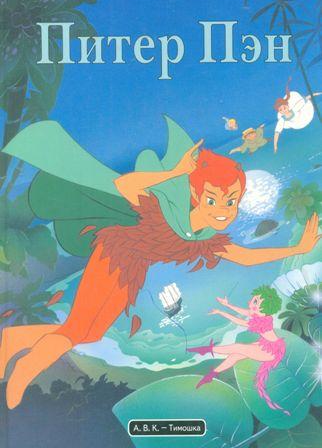 Питер Пэн
А. В. К. – Тимошка